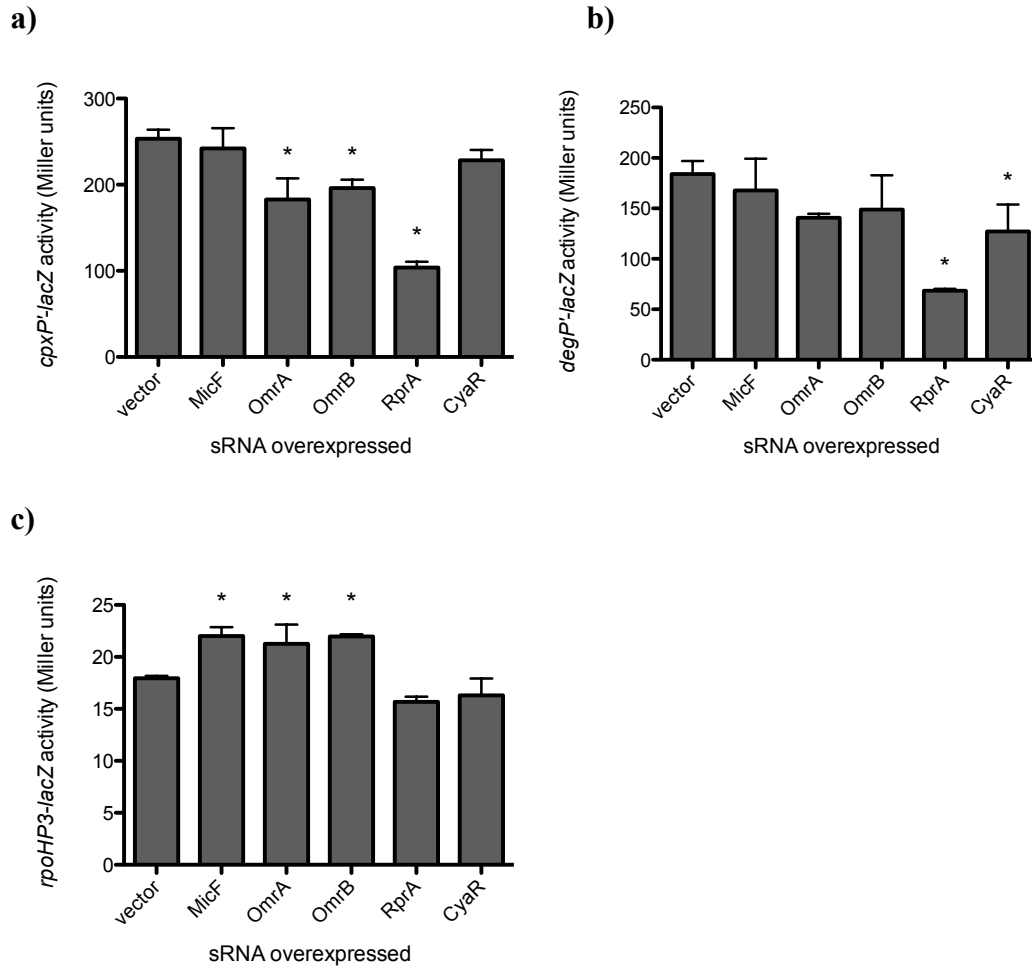 a)
cpxP'-lacZ activity (Miller units)
300
200
100
0
*
*
*
vector
MicF
OmrA
OmrB
RprA
CyaR
sRNA overexpressed
b)
degP'-lacZ activity (Miller units)
250
200
150
100
50
0
*
*
vector
MicF
OmrA
OmrB
RprA
CyaR
sRNA overexpressed
c)
rpoHP3-lacZ activity (Miller units)
25
20
15
10
5
0
*
*
*
vector
MicF
OmrA
OmrB
RprA
CyaR
sRNA overexpressed